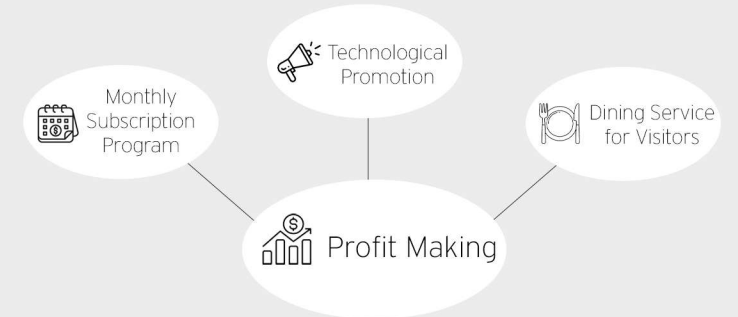 Technological
Promotion
Monthly
Subscription
Program
Dining Service
for Visitors
Profit Making